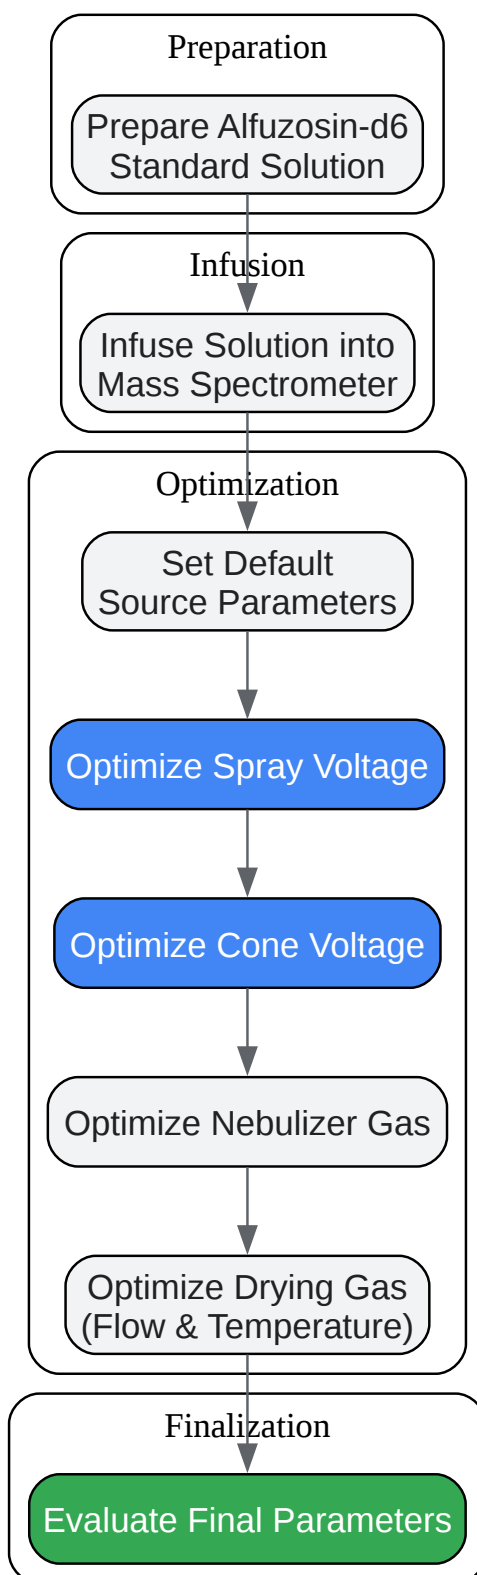 Preparation
Prepare Alfuzosin-d6
Standard Solution
Infusion
Infuse Solution into
Mass Spectrometer
Optimization
Set Default
Source Parameters
Optimize Spray Voltage
Optimize Cone Voltage
Optimize Nebulizer Gas
Optimize Drying Gas
(Flow & Temperature)
Finalization
Evaluate Final Parameters